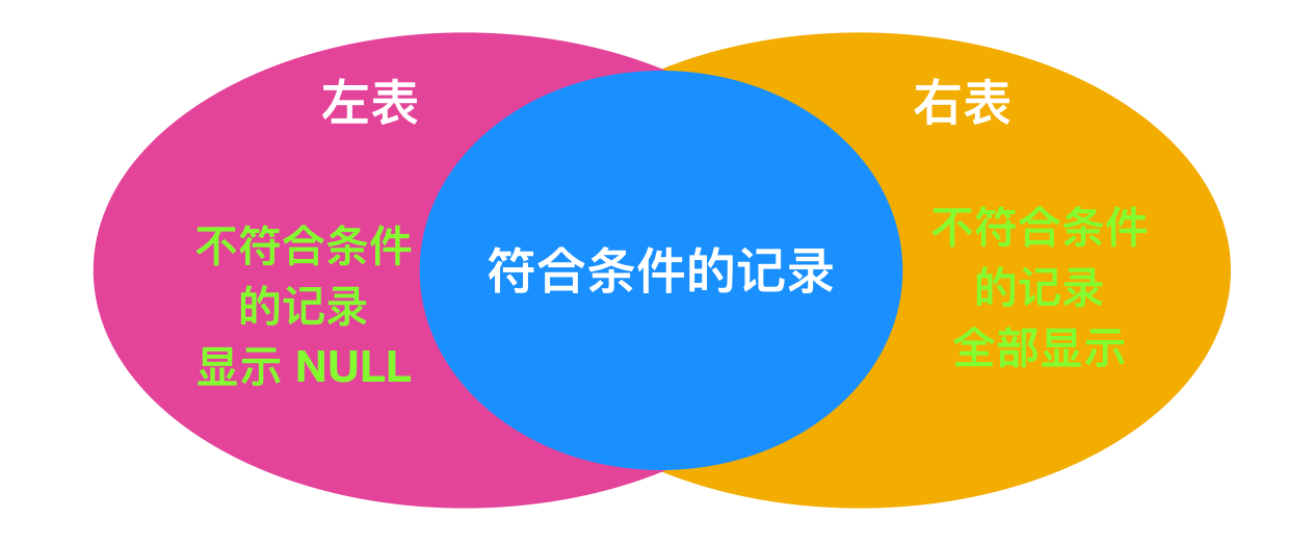 左表
右表
不符合条件
的记录
显示 NULL
符合条件的记录
不符合条件
的记录
全部显示